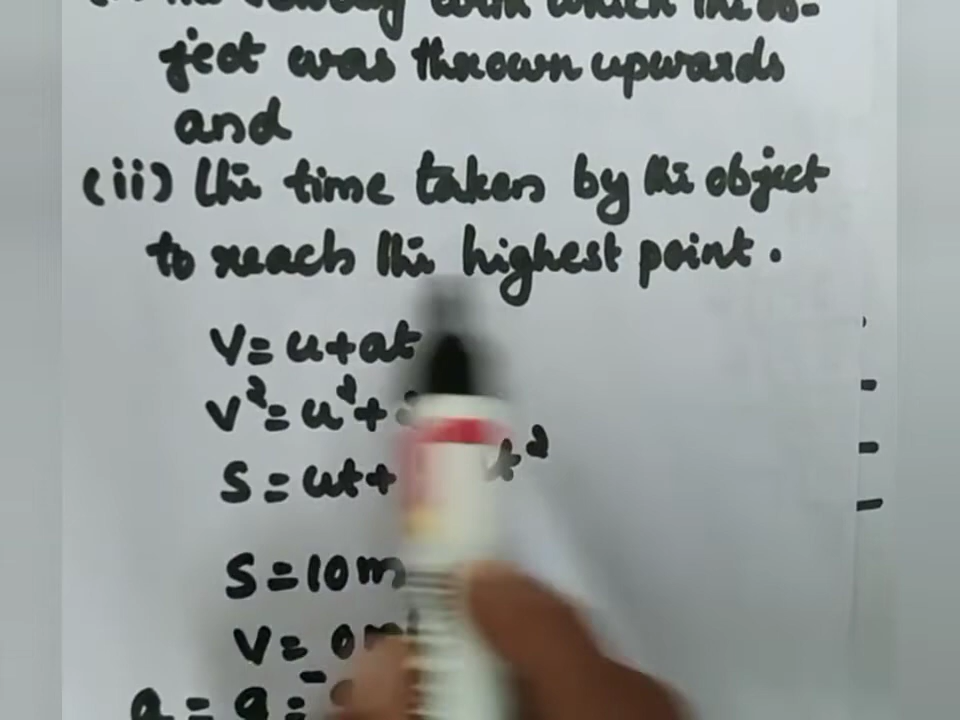 ject was thrown upwards
and
(ii) the time taken by the object
to reach the highest point.
V = u + at
V² = u² +
S = ut + t²
S = 10m
V = 0m
a = g = -